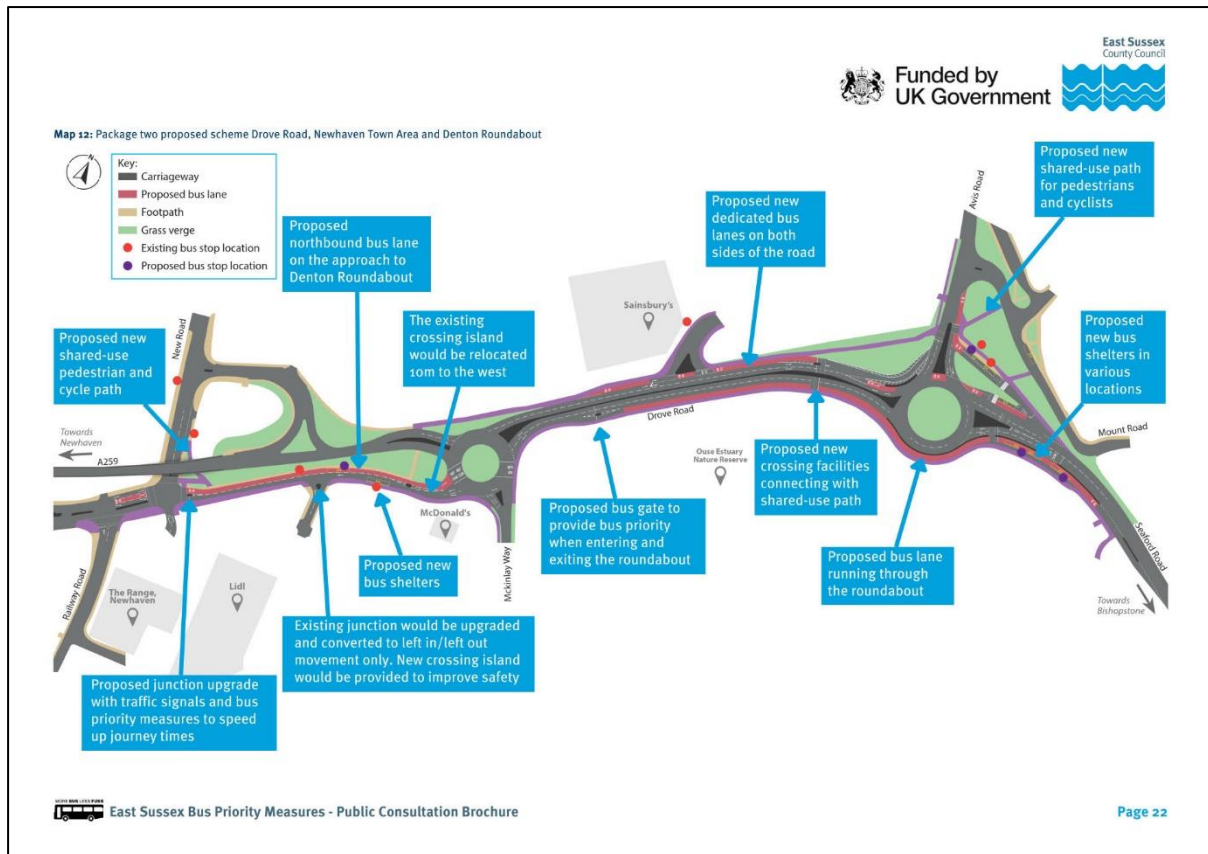 East Sussex
County Council
Funded by
UK Government
Map 12: Package two proposed scheme Drove Road, Newhaven Town Area and Denton Roundabout
N
Key:
Carriageway
Proposed bus lane
Footpath
Grass verge
Existing bus stop location
Proposed bus stop location
Proposed
northbound bus lane
on the approach to
Denton Roundabout
Proposed new
dedicated bus
lanes on both
sides of the road
Avis Road
Proposed new
shared-use path
for pedestrians
and cyclists
Sainsbury's
New Road
Proposed new
shared-use
pedestrian and
cycle path
The existing
crossing island
would be relocated
10m to the west
Proposed
new bus
shelters in
various
locations
Towards
Newhaven
A259
Drove Road
Mount Road
Ouse Estuary
Nature Reserve
Proposed new
crossing facilities
connecting with
shared-use path
McDonald's
Mckinlay Way
Proposed bus gate to
provide bus priority
when entering and
exiting the roundabout
Seaford Road
Proposed new
bus shelters
Proposed bus lane
running through
the roundabout
Railway Road
The Range,
Newhaven
Lidl
Towards
Bishopstone
Existing junction would be upgraded
and converted to left in/left out
movement only. New crossing island
would be provided to improve safety
Proposed junction upgrade
with traffic signals and bus
priority measures to speed
up journey times
East Sussex Bus Priority Measures - Public Consultation Brochure
Page 22